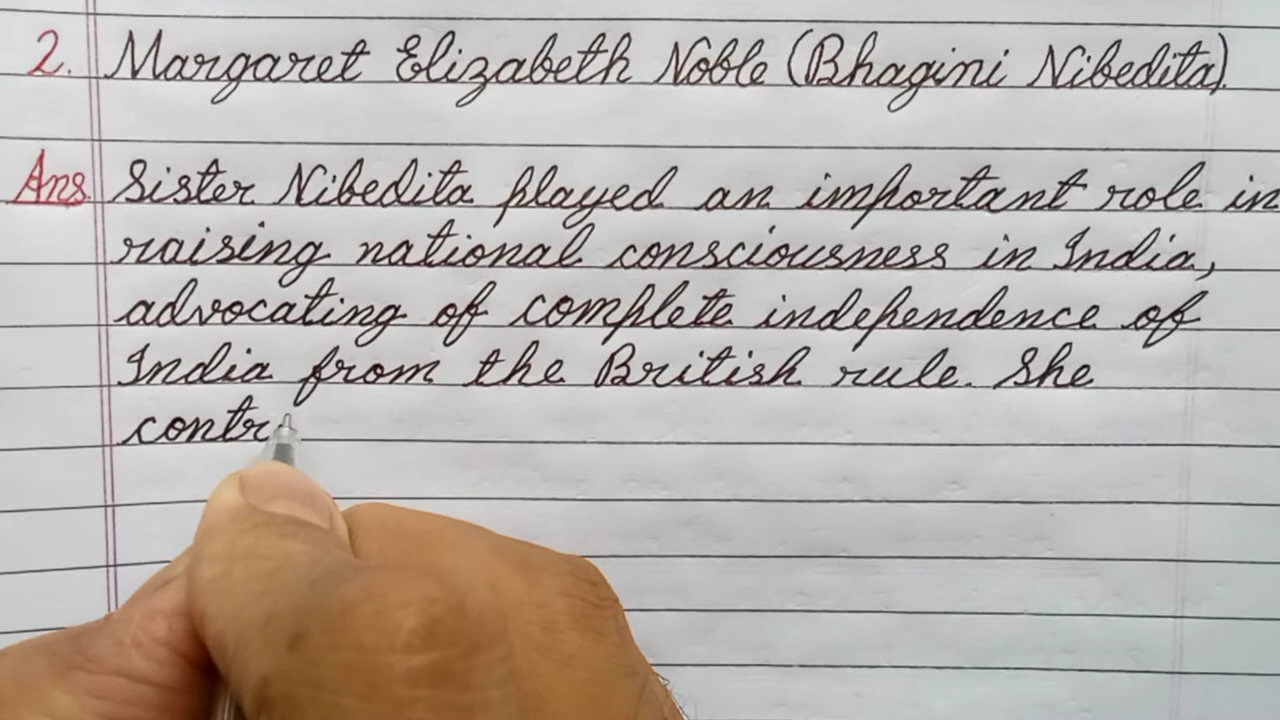 2. Margaret Elizabeth Noble (Bhagini Nibedita).
Ans Sister Nibedita played an important role in
raising national consciousness in India,
advocating of complete independence of
India from the British rule. She
contr